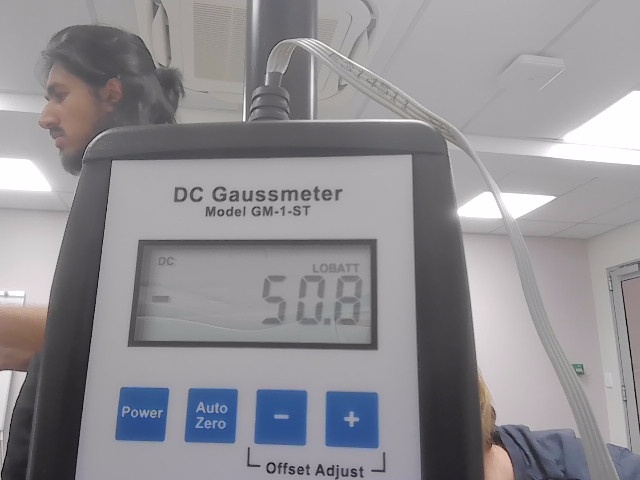 DC Gaussmeter
Model GM-1-ST
DC
LOBATT
- 50.8
Power
Auto
Zero
-
+
Offset Adjust